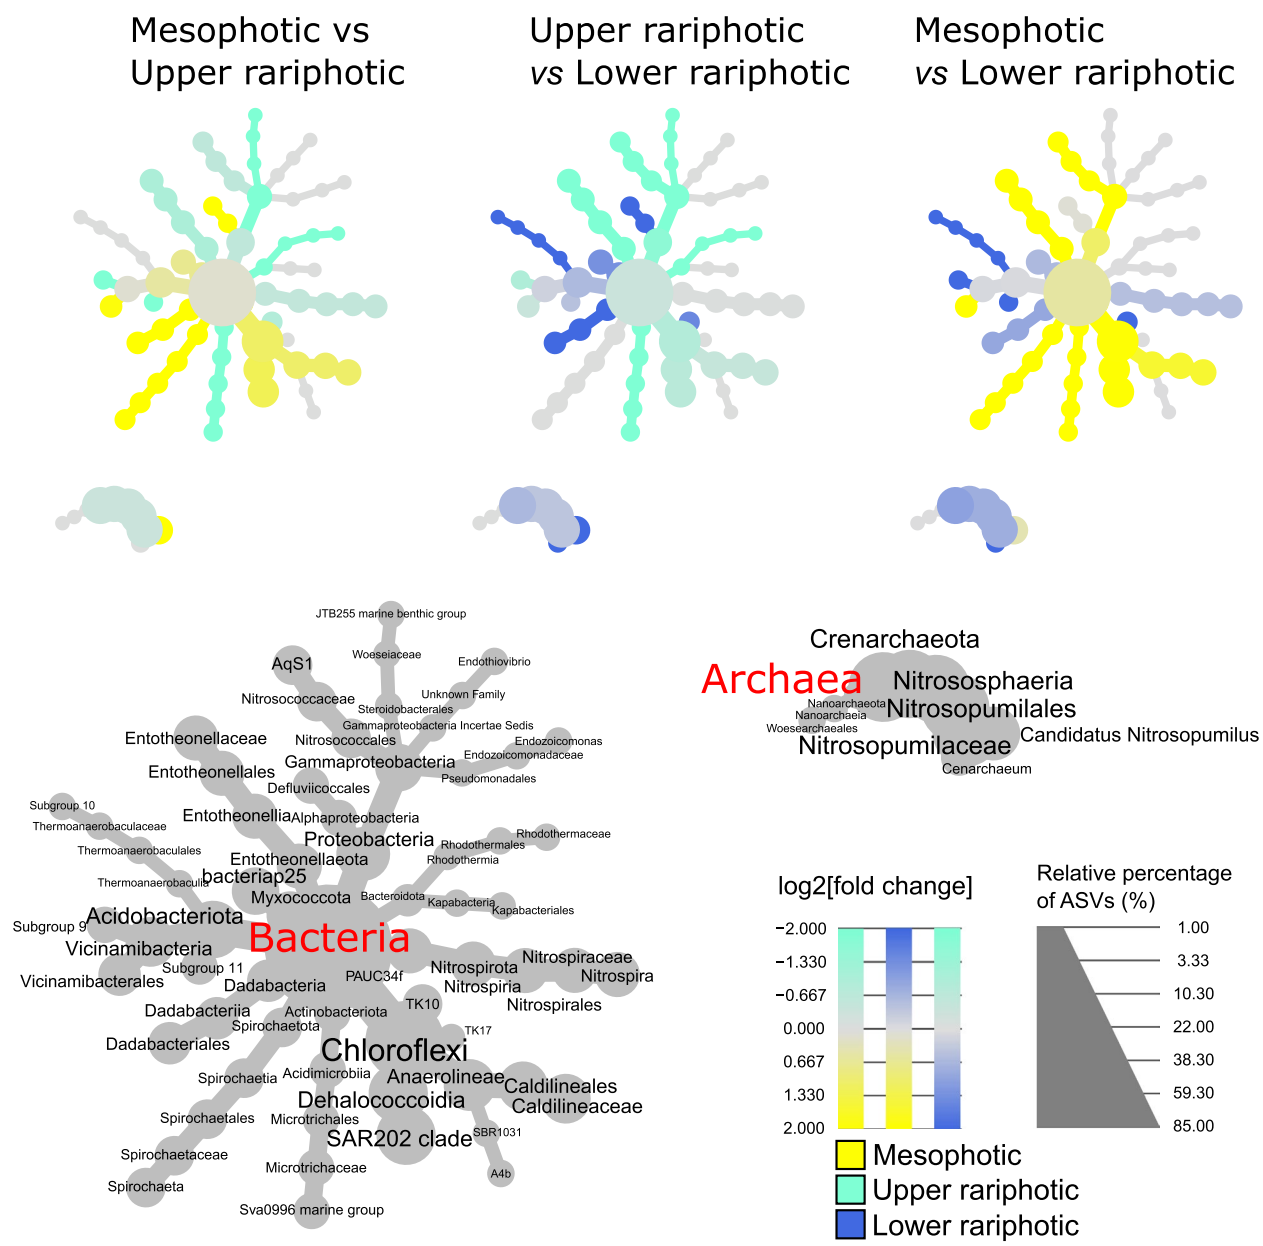 Mesophotic vs
Upper rariphotic
Upper rariphotic
vs Lower rariphotic
Mesophotic
vs Lower rariphotic
JTB255 marine benthic group
Woeseiaceae
Endothiovibrio
AqS1
Unknown Family
Nitrosococcaceae
Steroidobacterales
Gammaproteobacteria Incertae Sedis
Entotheonellaceae
Nitrosococcales
Endozoicomonas
Endozoicomonadaceae
Gammaproteobacteria
Entotheonellales
Pseudomonadales
Defluviicoccales
Subgroup 10
Entotheonellia
Alphaproteobacteria
Thermoanaerobaculaceae
Proteobacteria
Rhodothermaceae
Rhodothermales
Thermoanaerobaculales
Entotheonellaeota
Rhodothermia
bacteriap25
Thermoanaerobaculia
Myxococcota
Bacteroidota
Kapabacteria
Kapabacteriales
Acidobacteriota
Subgroup 9
Bacteria
Vicinamibacteria
Nitrospiraceae
Subgroup 11
Nitrospirota
Nitrospira
Vicinamibacterales
PAUC34f
Dadabacteria
Nitrospiria
Nitrospirales
TK10
Dadabacteriia
Actinobacteriota
Spirochaetota
TK17
Dadabacteriales
Chloroflexi
Spirochaetia
Acidimicrobiia
Anaerolineae
Caldilineales
Dehalococcoidia
Caldilineaceae
Spirochaetales
Microtrichales
SAR202 clade
SBR1031
Spirochaetaceae
Microtrichaceae
A4b
Spirochaeta
Sva0996 marine group
Crenarchaeota
Archaea
Nitrososphaeria
Nanoarchaeota
Nitrosopumilales
Nanoarchaeia
Woesearchaeales
Candidatus Nitrosopumilus
Nitrosopumilaceae
Cenarchaeum
log2[fold change]
−2.000
−1.330
−0.667
0.000
0.667
1.330
2.000
Relative percentage
of ASVs (%)
1.00
3.33
10.30
22.00
38.30
59.30
85.00
Mesophotic
Upper rariphotic
Lower rariphotic